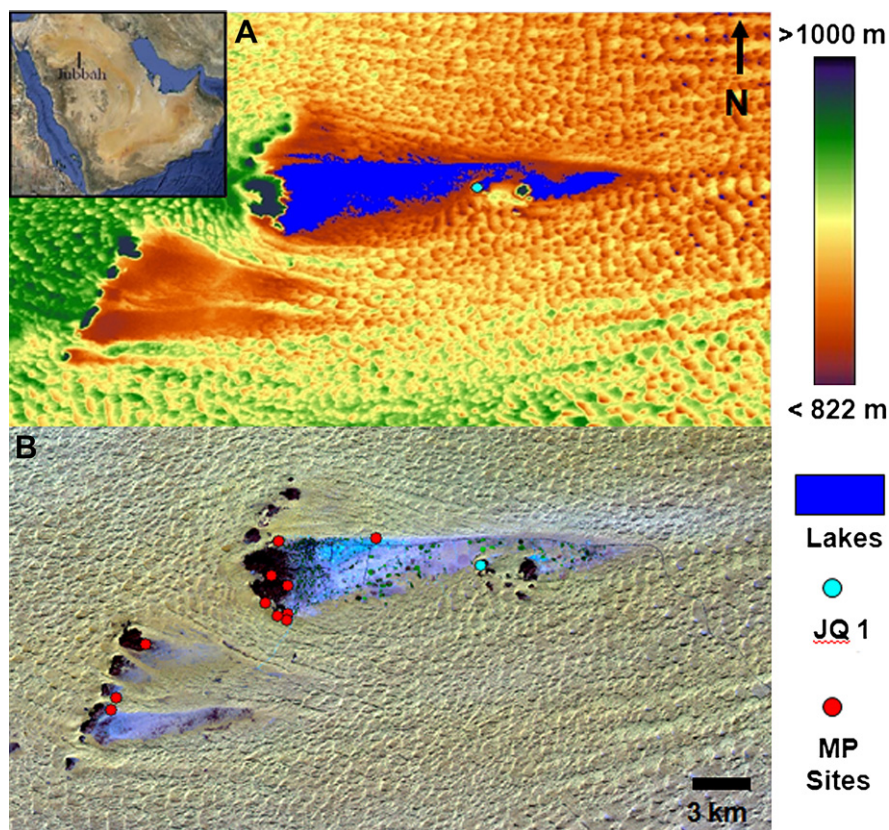 Jubbah
A
N
>1000 m
< 822 m
B
Lakes
JQ 1
MP
Sites
3 km